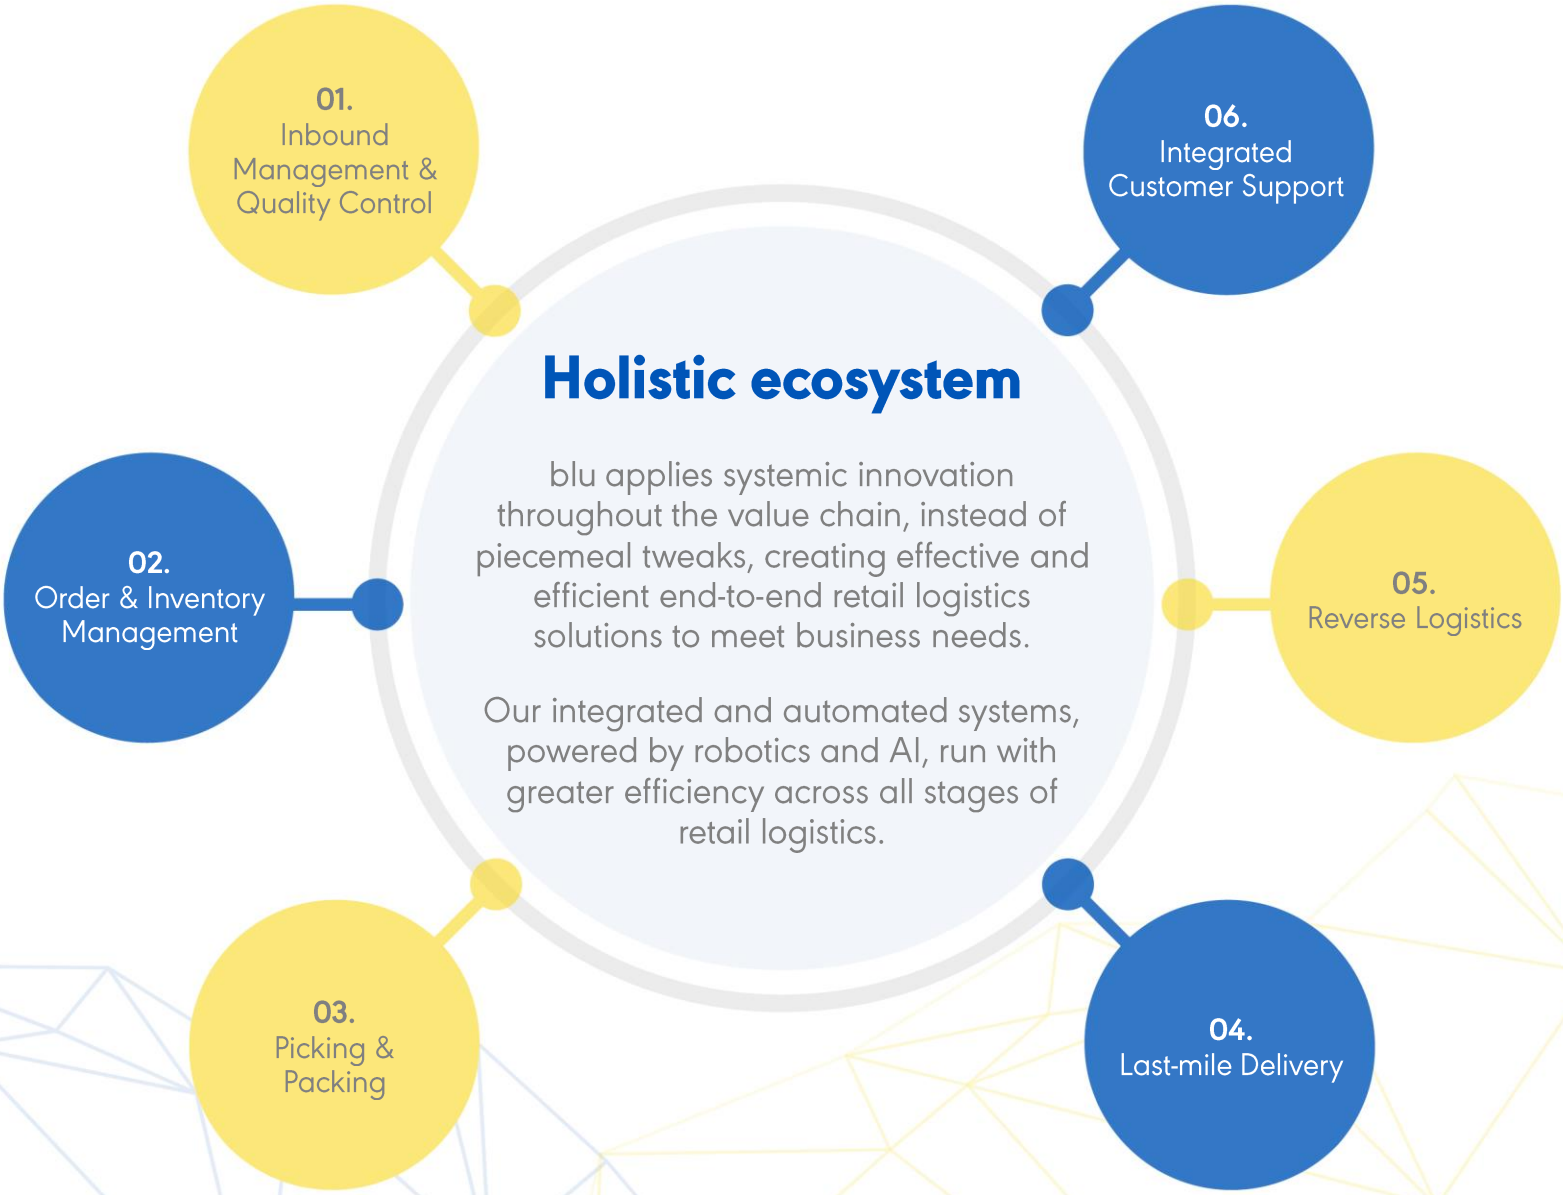 01.
Inbound
Management &
Quality Control
02.
Order & Inventory
Management
03.
Picking &
Packing
Holistic ecosystem
blu applies systemic innovation
throughout the value chain, instead of
piecemeal tweaks, creating effective and
efficient end-to-end retail logistics
solutions to meet business needs.
Our integrated and automated systems,
powered by robotics and AI, run with
greater efficiency across all stages of
retail logistics.
04.
Last-mile Delivery
05.
Reverse Logistics
06.
Integrated
Customer Support